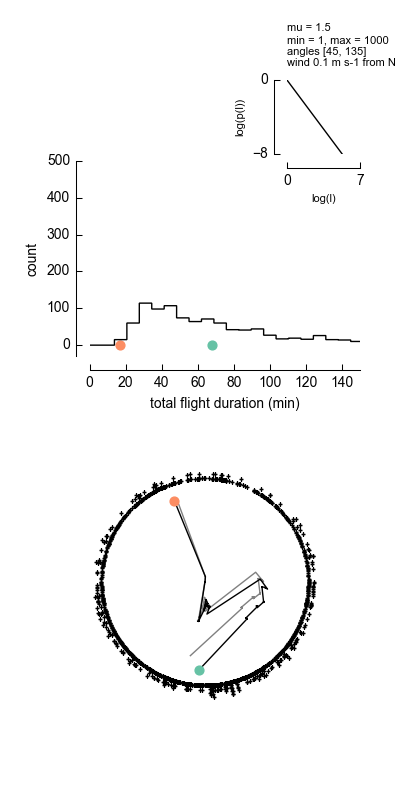 mu = 1.5
min = 1, max = 1000
angles [45, 135]
wind 0.1 m s-1 from N
0
log(p(l))
−8
0 7
log(l)
500
400
300
count
200
100
0
0 20 40 60 80 100 120 140
total flight duration (min)